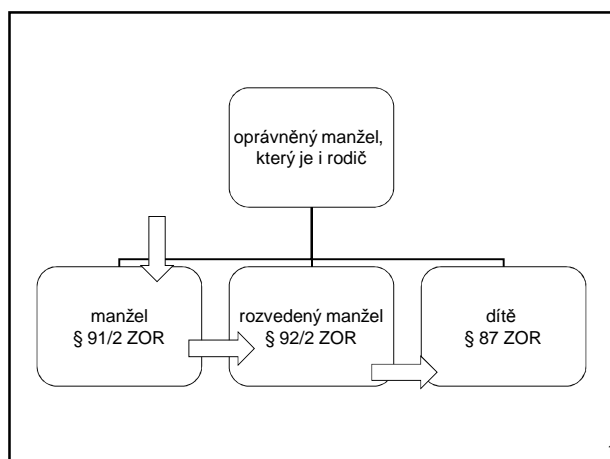 oprávněný manžel,
který je i rodič
manžel
§ 91/2 ZOR
rozvedený manžel
§ 92/2 ZOR
dítě
§ 87 ZOR